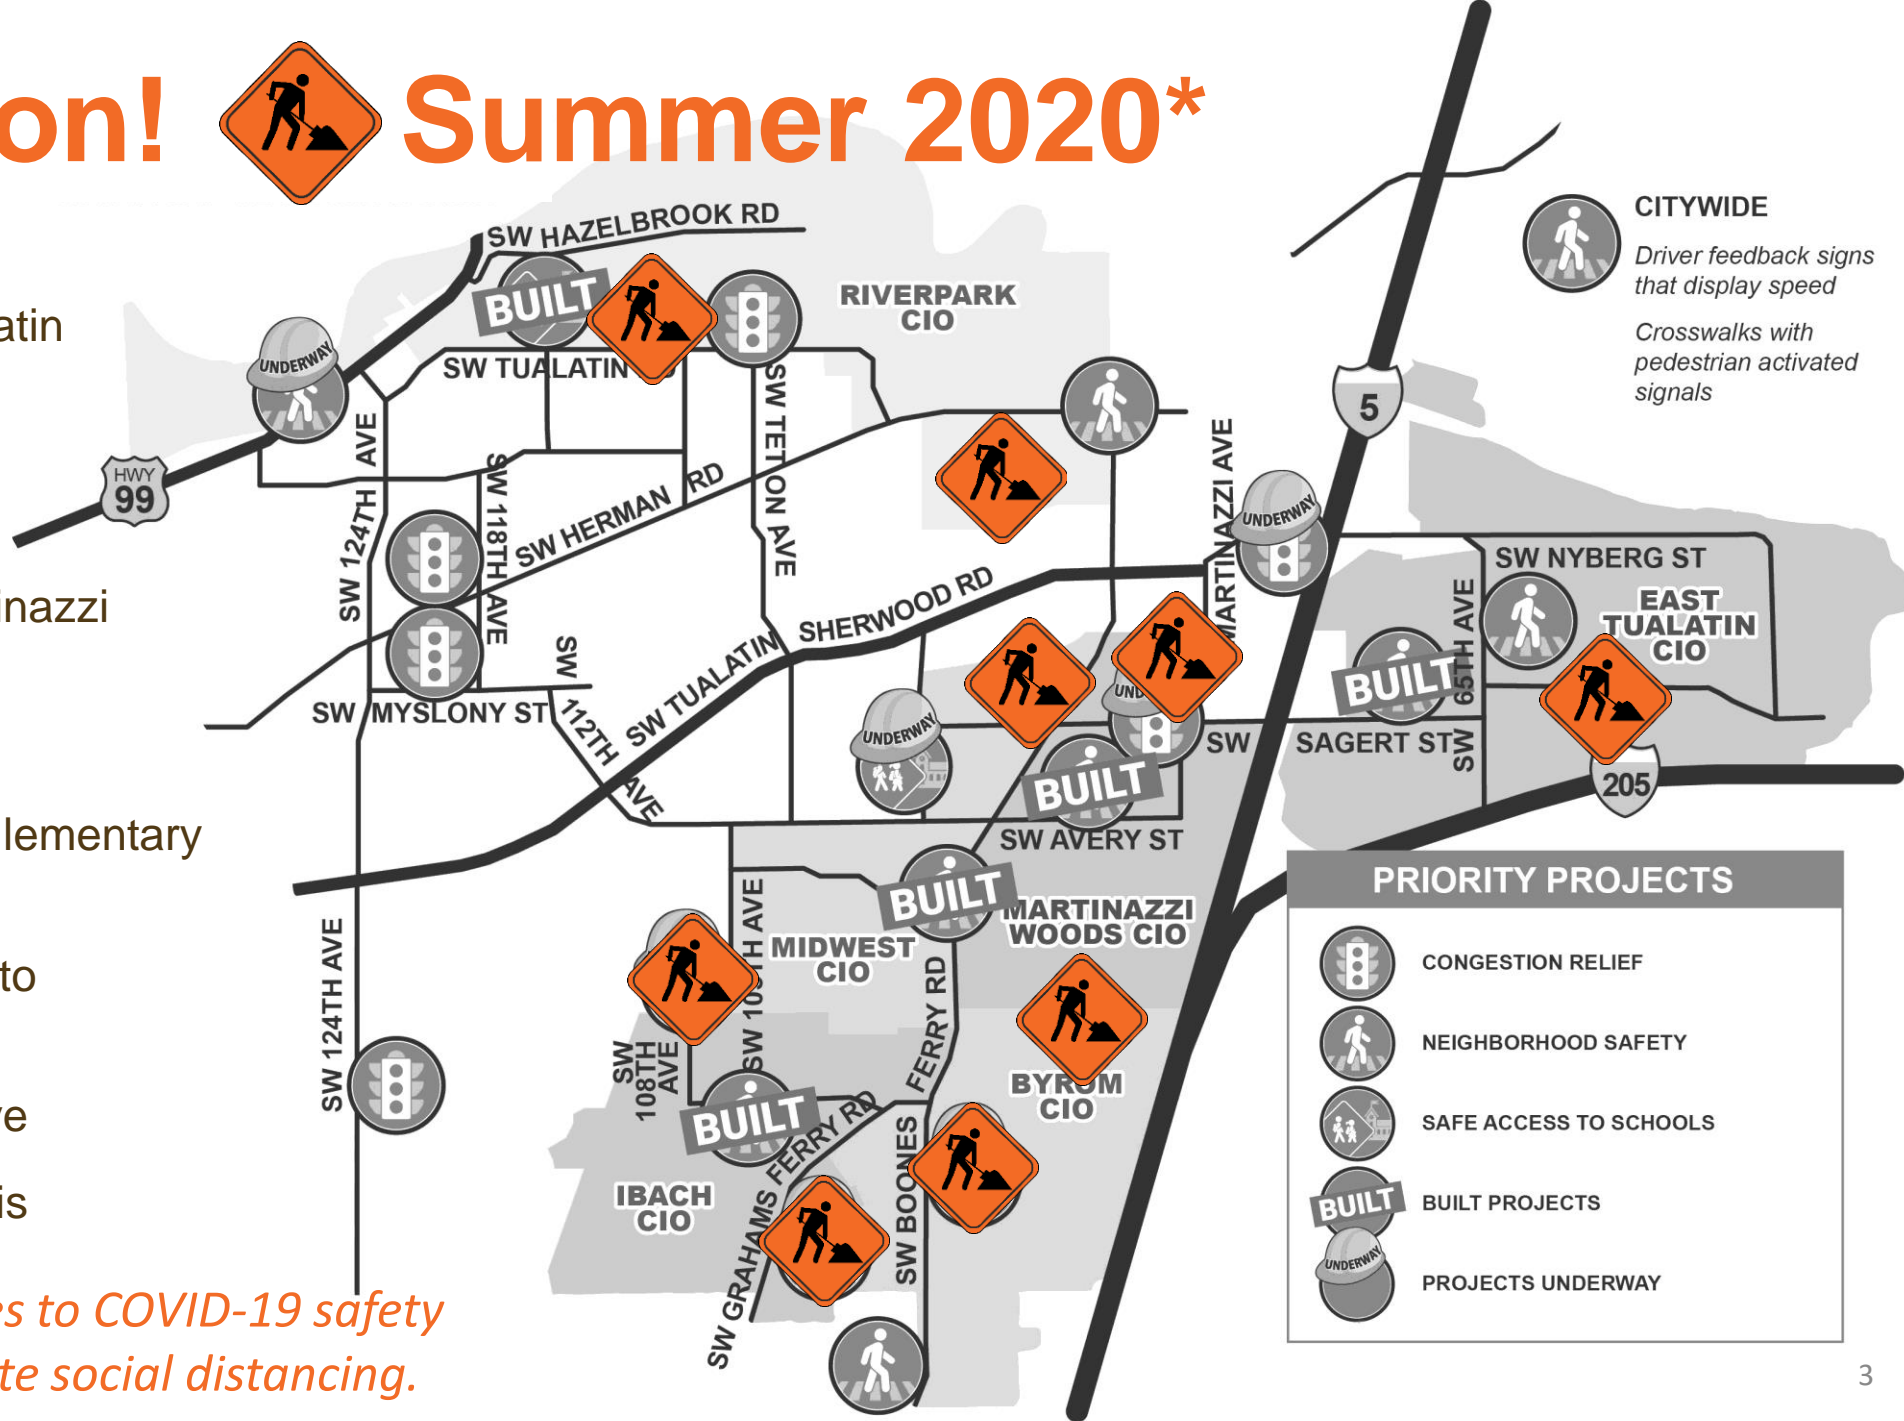 on! Summer 2020*
atin
inazzi
lementary
to
ve
is
es to COVID-19 safety
te social distancing.
SW HAZELBROOK RD
BUILT
RIVERPARK
CIO
UNDERWAY
SW TUALATIN
HWY
99
SW 124TH AVE
SW 118TH AVE
SW HERMAN RD
SW TETON AVE
MARTINAZZI AVE
UNDERWAY
5
CITYWIDE
Driver feedback signs
that display speed
Crosswalks with
pedestrian activated
signals
SW NYBERG ST
EAST
TUALATIN
CIO
SW 65TH AVE
BUILT
SW TUALATIN SHERWOOD RD
SW MYSLONY ST
SW 112TH AVE
UNDERWAY
BUILT
SW SAGERT ST
205
SW AVERY ST
BUILT
MARTINAZZI
WOODS CIO
MIDWEST
CIO
SW 124TH AVE
SW
108TH
AVE
BUILT
SW GRAHAMS FERRY RD
SW BOONES FERRY RD
BYROM
CIO
IBACH
CIO
PRIORITY PROJECTS
CONGESTION RELIEF
NEIGHBORHOOD SAFETY
SAFE ACCESS TO SCHOOLS
BUILT
BUILT PROJECTS
UNDERWAY
PROJECTS UNDERWAY
3